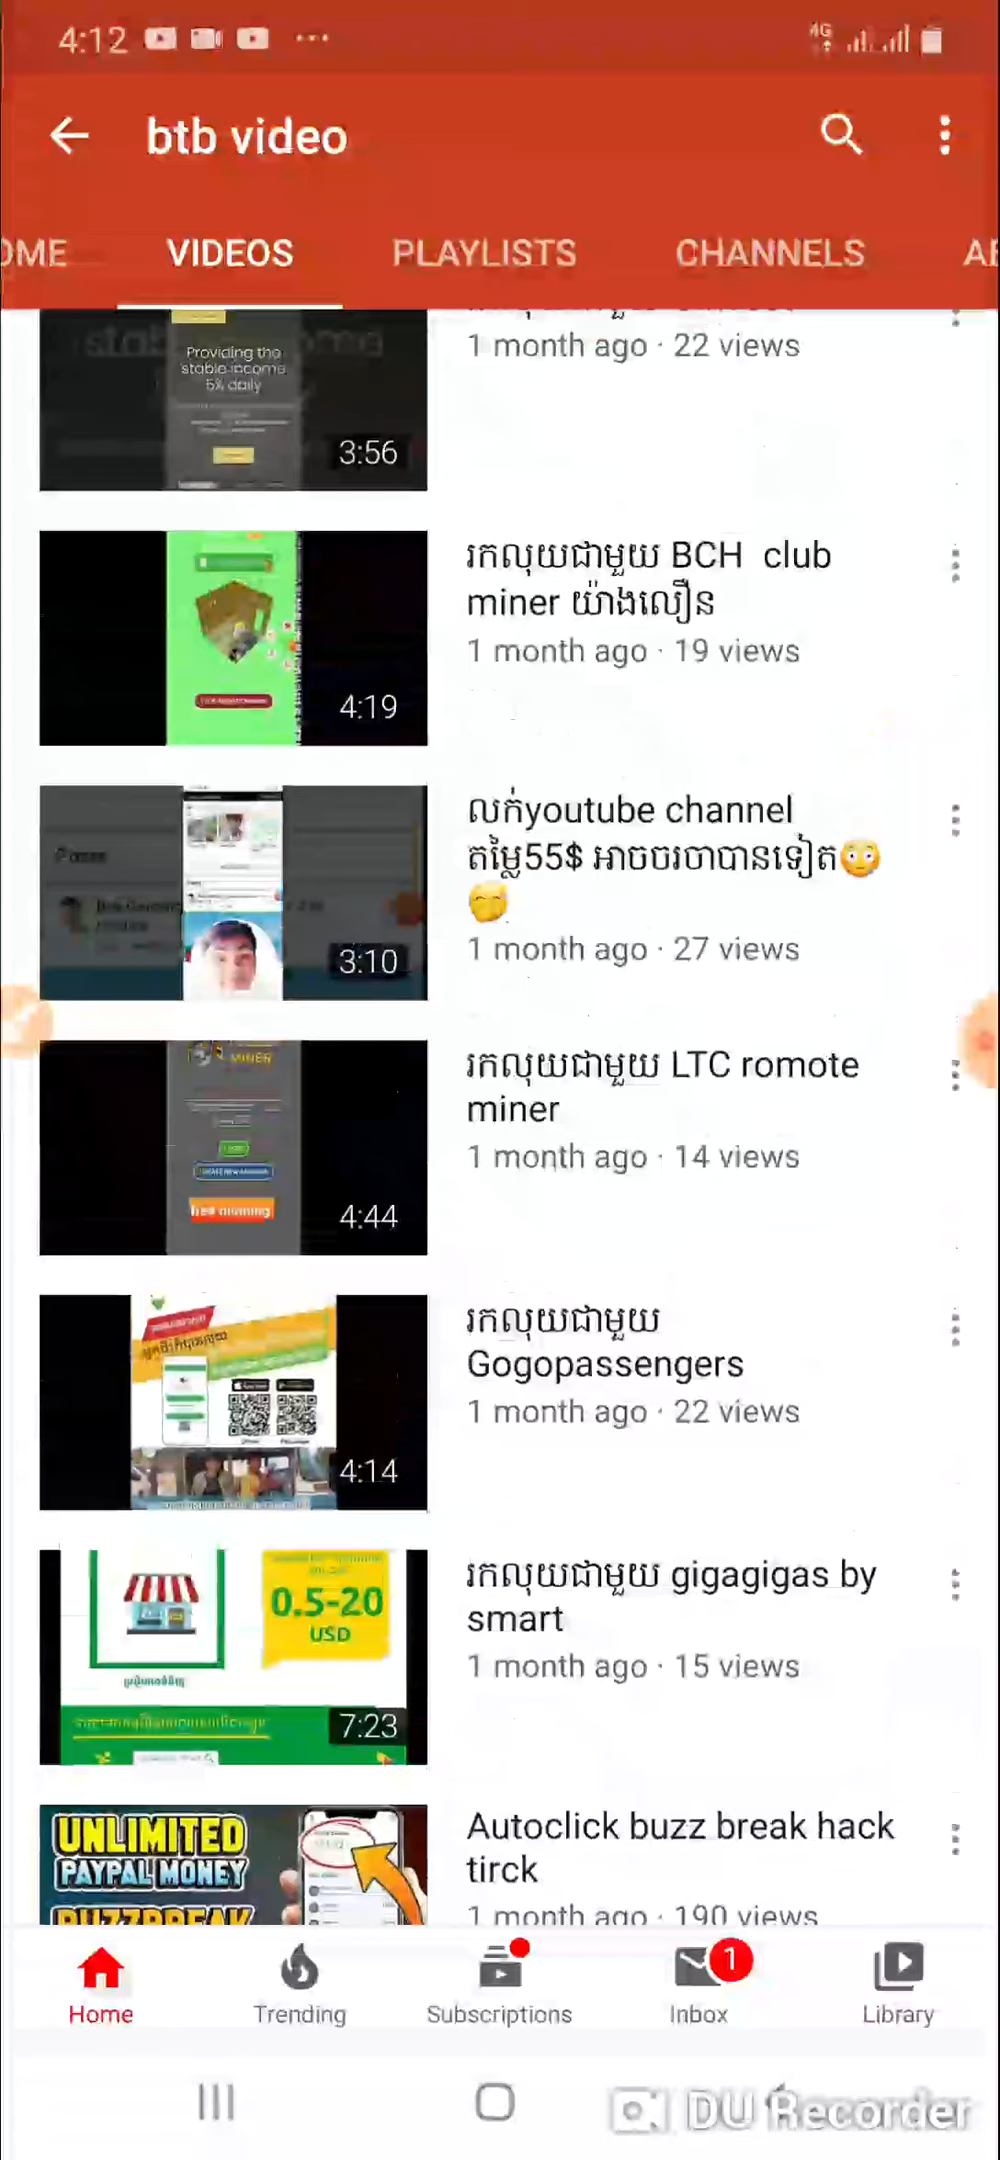 4:12
4G
btb video
OME VIDEOS PLAYLISTS CHANNELS
Providing the
stable income
5% daily
3:56
1 month ago · 22 views
4:19
រកលុយជាមួយ BCH club
miner យ៉ាងលឿន
1 month ago · 19 views
3:10
លក់youtube channel
តម្លៃ55$ អាចចរចាបានទៀត😳
🤭
1 month ago · 27 views
MINER
free mining
4:44
រកលុយជាមួយ LTC romote
miner
1 month ago · 14 views
4:14
រកលុយជាមួយ
Gogopassengers
1 month ago · 22 views
0.5-20
USD
7:23
រកលុយជាមួយ gigagigas by
smart
1 month ago · 15 views
UNLIMITED
PAYPAL MONEY
BUZZBREAK
Autoclick buzz break hack
tirck
1 month ago · 190 views
1
Home Trending Subscriptions Inbox Library
DU Recorder